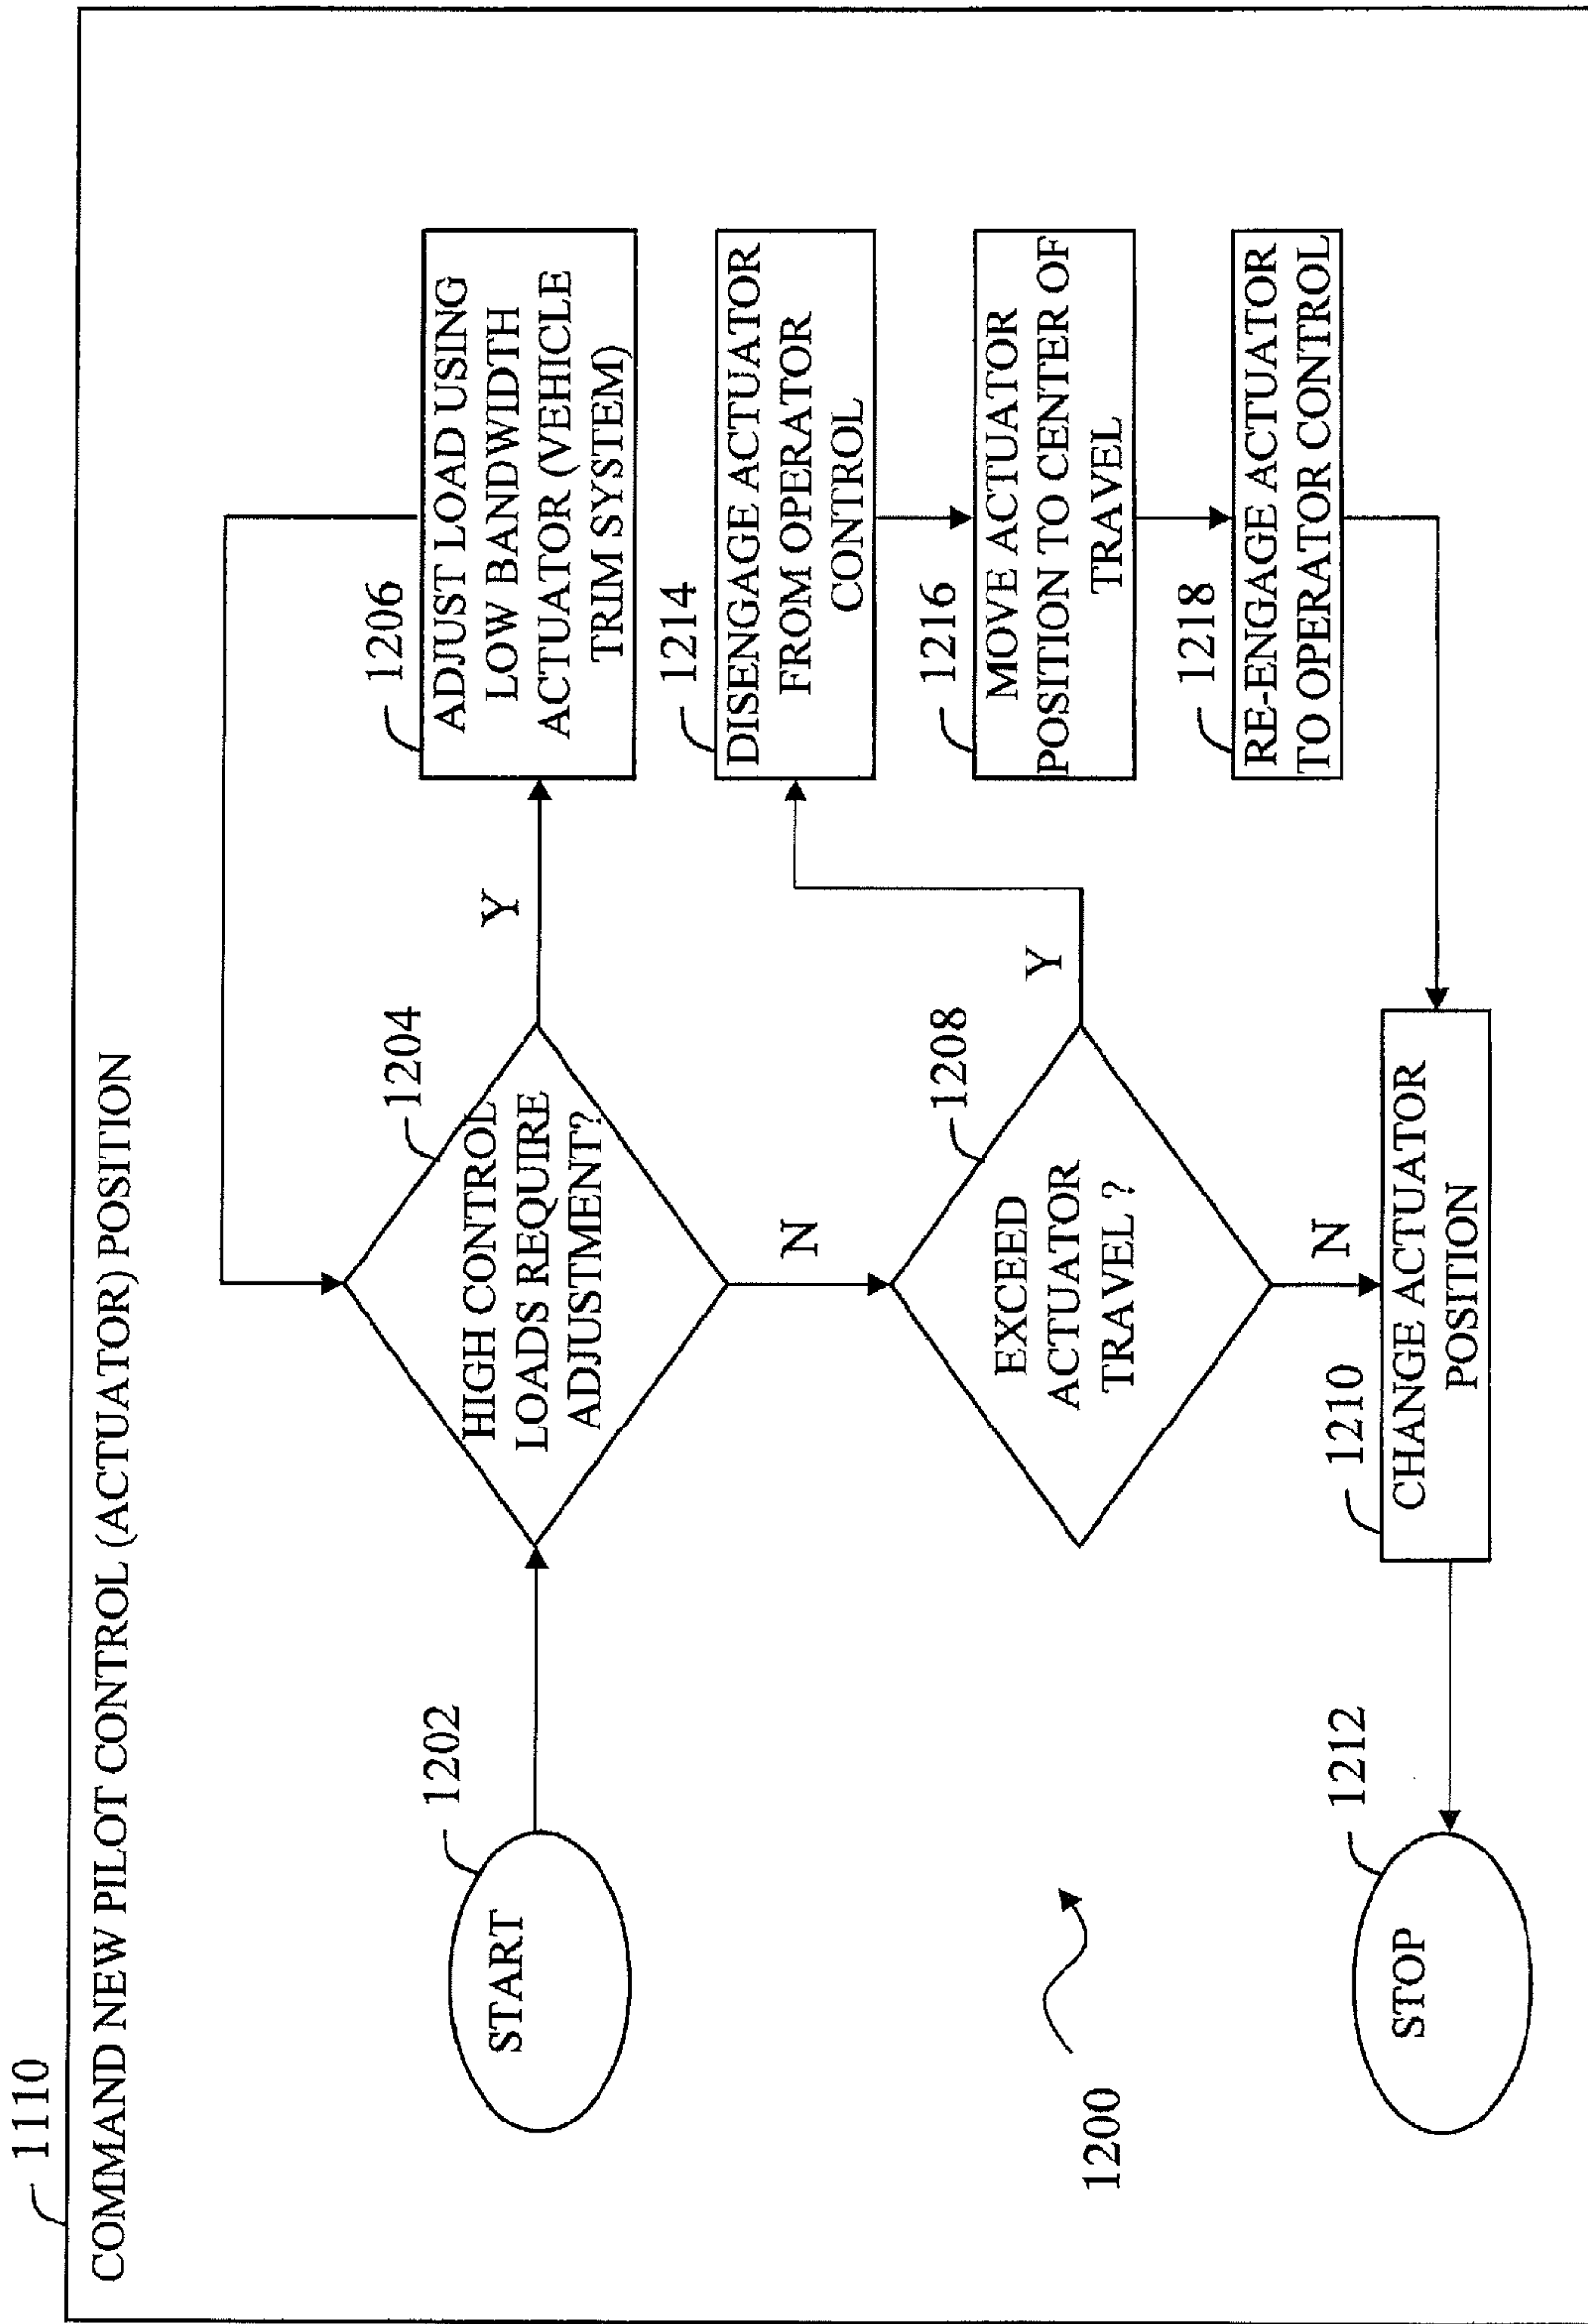 1110
COMMAND NEW PILOT CONTROL (ACTUATOR) POSITION
1202
START
1204
HIGH CONTROL
LOADS REQUIRE
ADJUSTMENT?
Y
1206
ADJUST LOAD USING
LOW BANDWIDTH
ACTUATOR (VEHICLE
TRIM SYSTEM)
N
1208
EXCEED
ACTUATOR
TRAVEL ?
Y
1214
DISENGAGE ACTUATOR
FROM OPERATOR
CONTROL
1216
MOVE ACTUATOR
POSITION TO CENTER OF
TRAVEL
1218
RE-ENGAGE ACTUATOR
TO OPERATOR CONTROL
N
1210
CHANGE ACTUATOR
POSITION
1212
STOP
1200